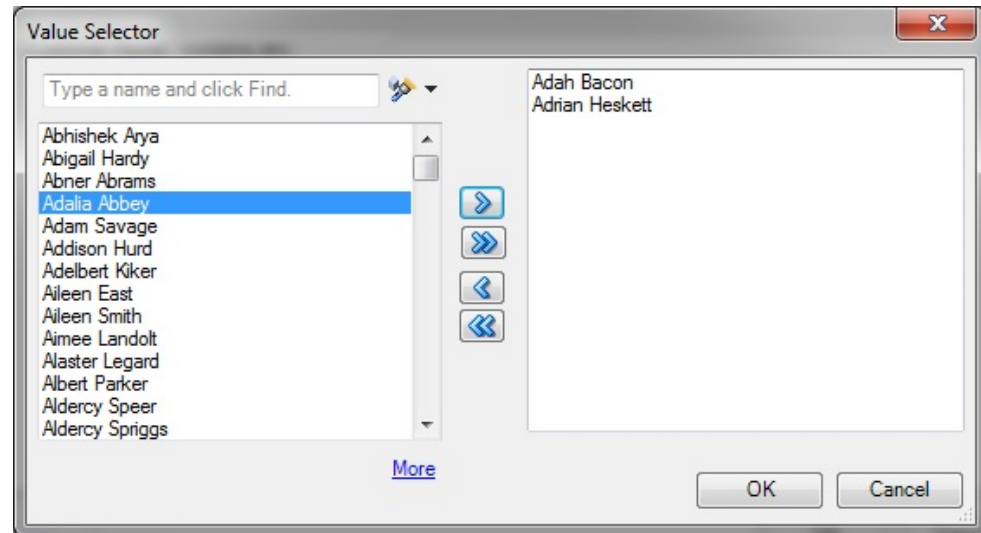 Value Selector
Type a name and click Find.
Abhishek Arya
Abigail Hardy
Abner Abrams
Adalia Abbey
Adam Savage
Addison Hurd
Adelbert Kiker
Aileen East
Aileen Smith
Aimee Landolt
Alaster Legard
Albert Parker
Aldercy Speer
Aldercy Spriggs
More
Adah Bacon
Adrian Heskett
OK
Cancel